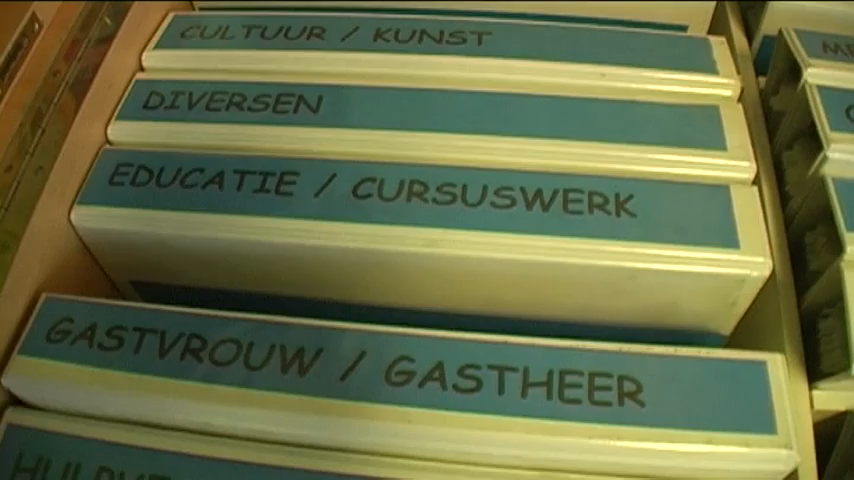 CULTUUR / KUNST
DIVERSEN
EDUCATIE / CURSUSWERK
GASTVROUW / GASTHEER